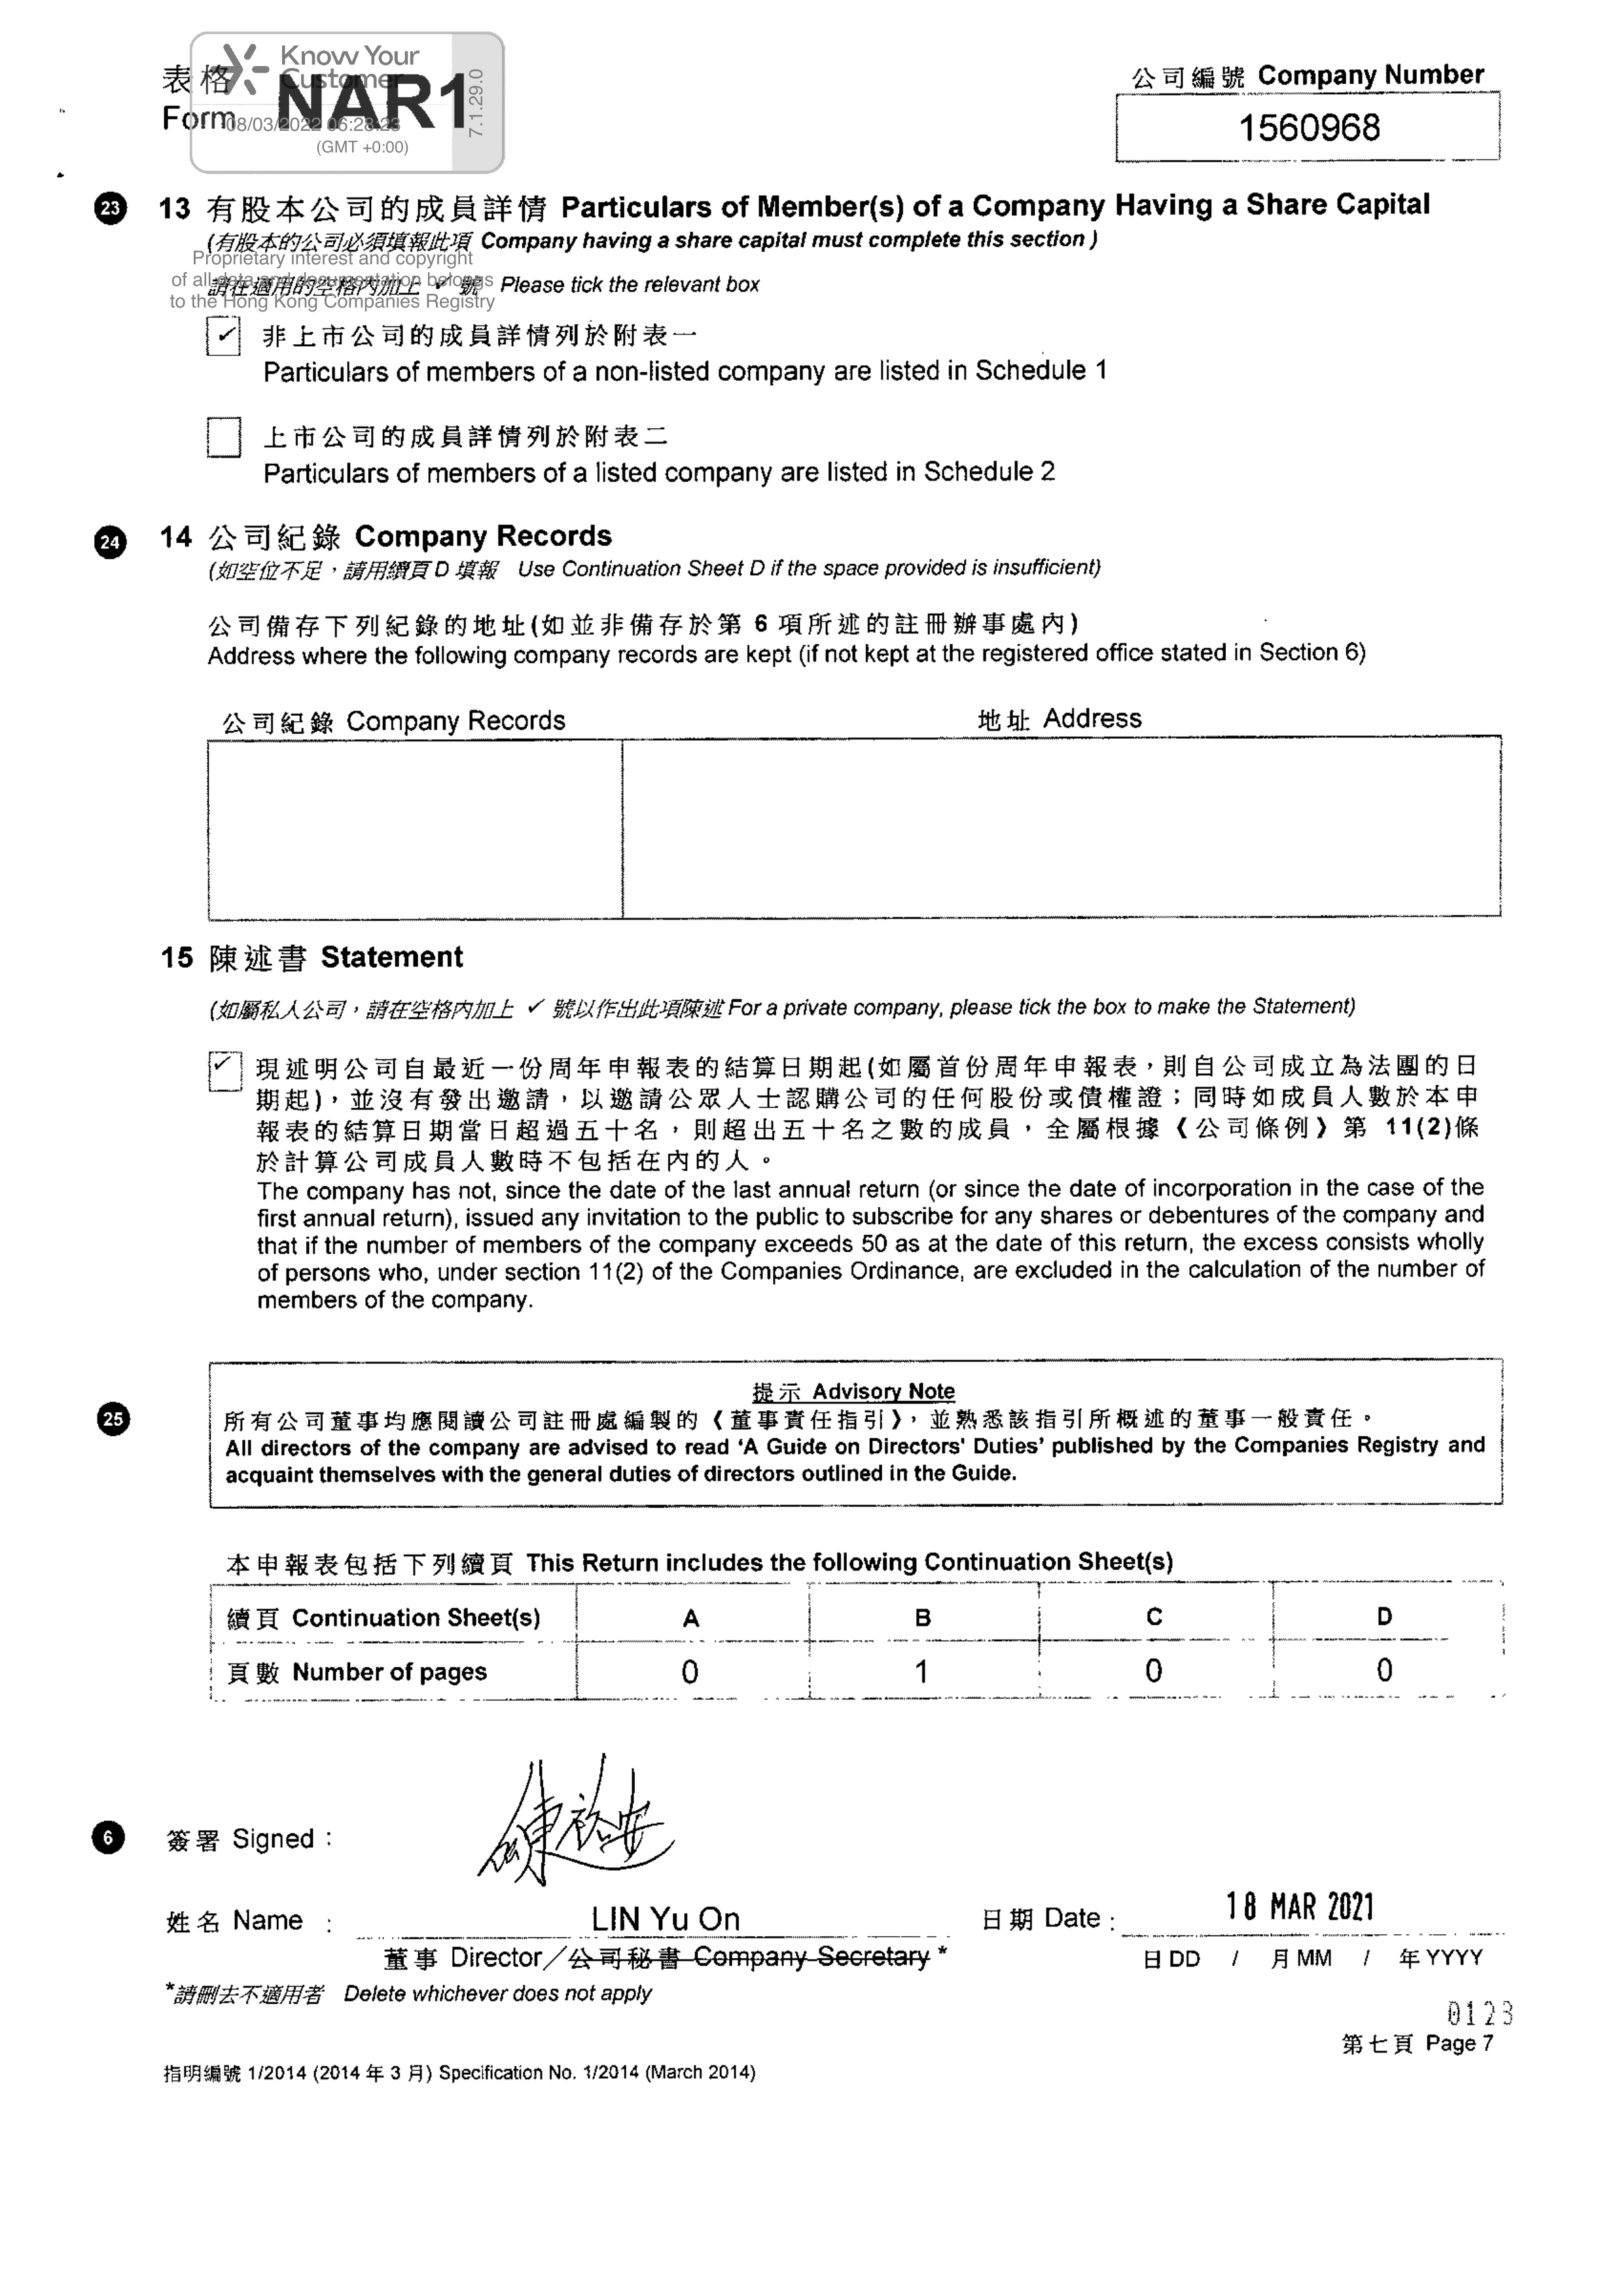 Know Your
Customer
7.1.29.0
08/03/2022 06:28:23
(GMT +0:00)
表格
Form NAR1
公司編號 Company Number
1560968
23 13 有股本公司的成員詳情 Particulars of Member(s) of a Company Having a Share Capital
(有股本的公司必須填報此項 Company having a share capital must complete this section )
Proprietary interest and copyright
of all data and documentation belongs
to the Hong Kong Companies Registry
請在適用的空格內加上 ✓ 號 Please tick the relevant box
✓ 非上市公司的成員詳情列於附表一
Particulars of members of a non-listed company are listed in Schedule 1
上市公司的成員詳情列於附表二
Particulars of members of a listed company are listed in Schedule 2
24 14 公司紀錄 Company Records
(如空位不足,請用續頁 D 填報 Use Continuation Sheet D if the space provided is insufficient)
公司備存下列紀錄的地址(如並非備存於第 6 項所述的註冊辦事處內)
Address where the following company records are kept (if not kept at the registered office stated in Section 6)
公司紀錄 Company Records 地址 Address
15 陳述書 Statement
(如屬私人公司,請在空格內加上 ✓ 號以作出此項陳述 For a private company, please tick the box to make the Statement)
✓ 現述明公司自最近一份周年申報表的結算日期起(如屬首份周年申報表,則自公司成立為法團的日
期起),並沒有發出邀請,以邀請公眾人士認購公司的任何股份或債權證;同時如成員人數於本申
報表的結算日期當日超過五十名,則超出五十名之數的成員,全屬根據《公司條例》第 11(2)條
於計算公司成員人數時不包括在內的人。
The company has not, since the date of the last annual return (or since the date of incorporation in the case of the
first annual return), issued any invitation to the public to subscribe for any shares or debentures of the company and
that if the number of members of the company exceeds 50 as at the date of this return, the excess consists wholly
of persons who, under section 11(2) of the Companies Ordinance, are excluded in the calculation of the number of
members of the company.
提示 Advisory Note
25 所有公司董事均應閱讀公司註冊處編製的《董事責任指引》,並熟悉該指引所概述的董事一般責任。
All directors of the company are advised to read ‘A Guide on Directors' Duties’ published by the Companies Registry and
acquaint themselves with the general duties of directors outlined in the Guide.
本申報表包括下列續頁 This Return includes the following Continuation Sheet(s)
續頁 Continuation Sheet(s) A B C D
頁數 Number of pages 0 1 0 0
6 簽署 Signed :
姓名 Name : LIN Yu On 日期 Date : 18 MAR 2021
董事 Director／公司秘書 Company Secretary * 日 DD / 月 MM / 年 YYYY
*請刪去不適用者 Delete whichever does not apply
0123
第七頁 Page 7
指明編號 1/2014 (2014 年 3 月) Specification No. 1/2014 (March 2014)